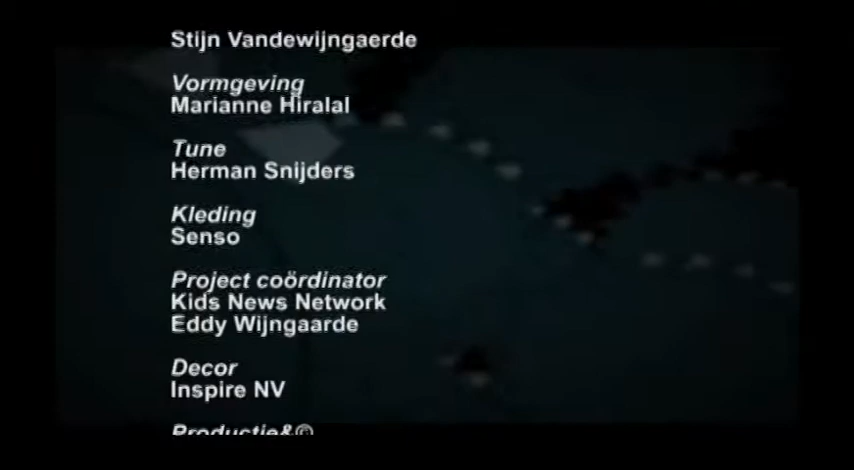 Stijn Vandewijngaerde
Vormgeving
Marianne Hiralal
Tune
Herman Snijders
Kleding
Senso
Project coördinator
Kids News Network
Eddy Wijngaarde
Decor
Inspire NV
Productie&©